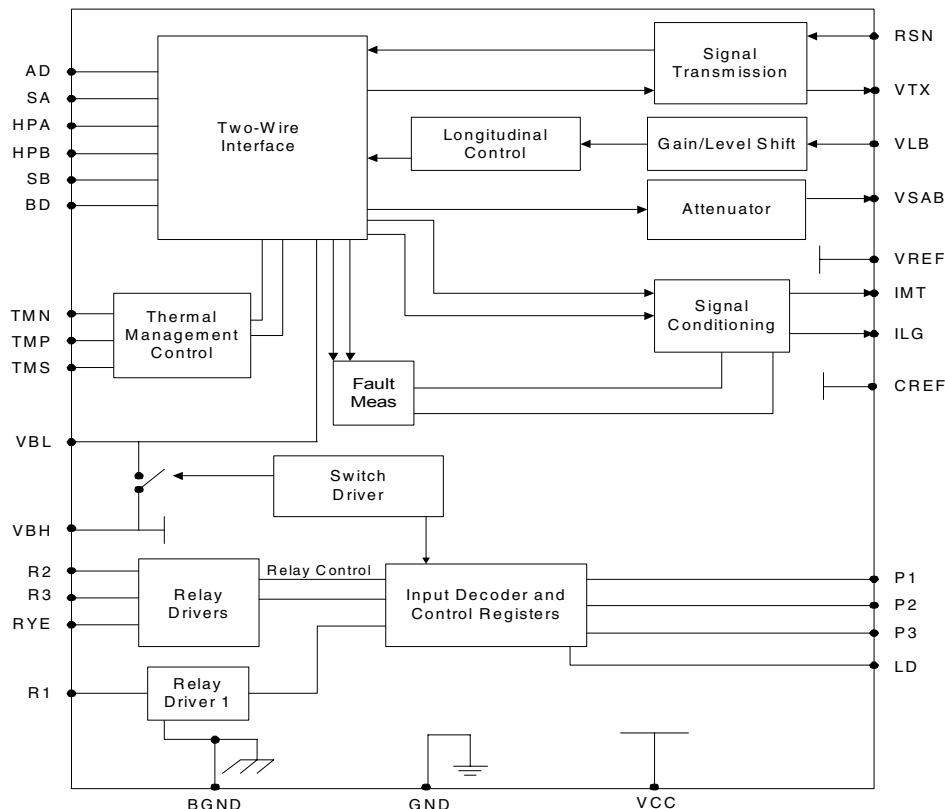 RSN
Signal
Transmission
AD
VTX
SA
HPA
Two-Wire
Interface
Longitudinal
Control
Gain/Level Shift
VLB
HPB
SB
VSAB
BD
Attenuator
VREF
IMT
TMN
Thermal
Management
Control
Signal
Conditioning
TMP
ILG
TMS
Fault
Meas
CREF
VBL
Switch
Driver
VBH
R2
Relay Control
P1
R3
Relay
Drivers
Input Decoder and
Control Registers
P2
RYE
P3
LD
R1
Relay
Driver 1
BGND
GND
VCC